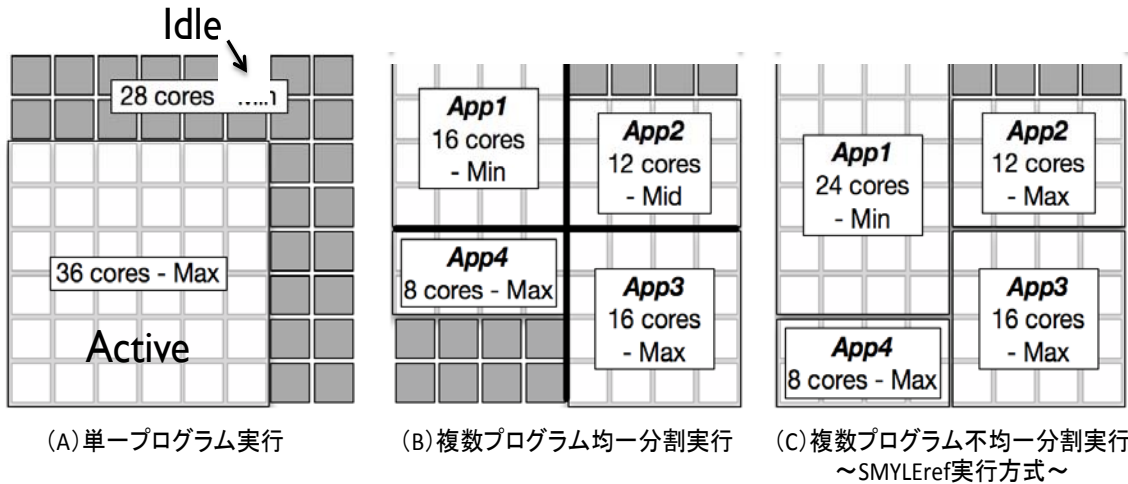 Idle
28 cores
36 cores - Max
Active
(A)単一プログラム実行
App1
16 cores
- Min
App2
12 cores
- Mid
App4
8 cores - Max
App3
16 cores
- Max
(B)複数プログラム均一分割実行
App1
24 cores
- Min
App2
12 cores
- Max
App3
16 cores
- Max
App4
8 cores - Max
(C)複数プログラム不均一分割実行
～SMYLEref実行方式～